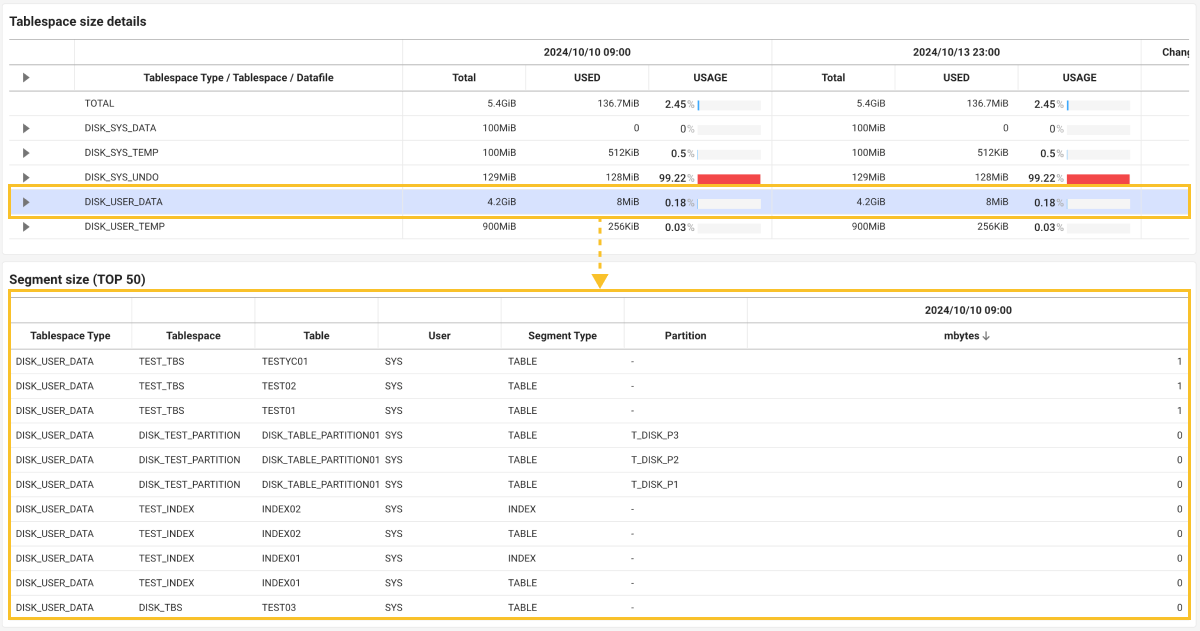 Tablespace size details
2024/10/10 09:00 2024/10/13 23:00 Chang
Tablespace Type / Tablespace / Datafile Total USED USAGE Total USED USAGE
TOTAL 5.4GiB 136.7MiB 2.45% 5.4GiB 136.7MiB 2.45%
DISK_SYS_DATA 100MiB 0 0% 100MiB 0 0%
DISK_SYS_TEMP 100MiB 512KiB 0.5% 100MiB 512KiB 0.5%
DISK_SYS_UNDO 129MiB 128MiB 99.22% 129MiB 128MiB 99.22%
DISK_USER_DATA 4.2GiB 8MiB 0.18% 4.2GiB 8MiB 0.18%
DISK_USER_TEMP 900MiB 256KiB 0.03% 900MiB 256KiB 0.03%
Segment size (TOP 50)
2024/10/10 09:00
Tablespace Type Tablespace Table User Segment Type Partition mbytes ↓
DISK_USER_DATA TEST_TBS TESTYC01 SYS TABLE - 1
DISK_USER_DATA TEST_TBS TEST02 SYS TABLE - 1
DISK_USER_DATA TEST_TBS TEST01 SYS TABLE - 1
DISK_USER_DATA DISK_TEST_PARTITION DISK_TABLE_PARTITION01 SYS TABLE T_DISK_P3 0
DISK_USER_DATA DISK_TEST_PARTITION DISK_TABLE_PARTITION01 SYS TABLE T_DISK_P2 0
DISK_USER_DATA DISK_TEST_PARTITION DISK_TABLE_PARTITION01 SYS TABLE T_DISK_P1 0
DISK_USER_DATA TEST_INDEX INDEX02 SYS INDEX - 0
DISK_USER_DATA TEST_INDEX INDEX02 SYS TABLE - 0
DISK_USER_DATA TEST_INDEX INDEX01 SYS INDEX - 0
DISK_USER_DATA TEST_INDEX INDEX01 SYS TABLE - 0
DISK_USER_DATA DISK_TBS TEST03 SYS TABLE - 0